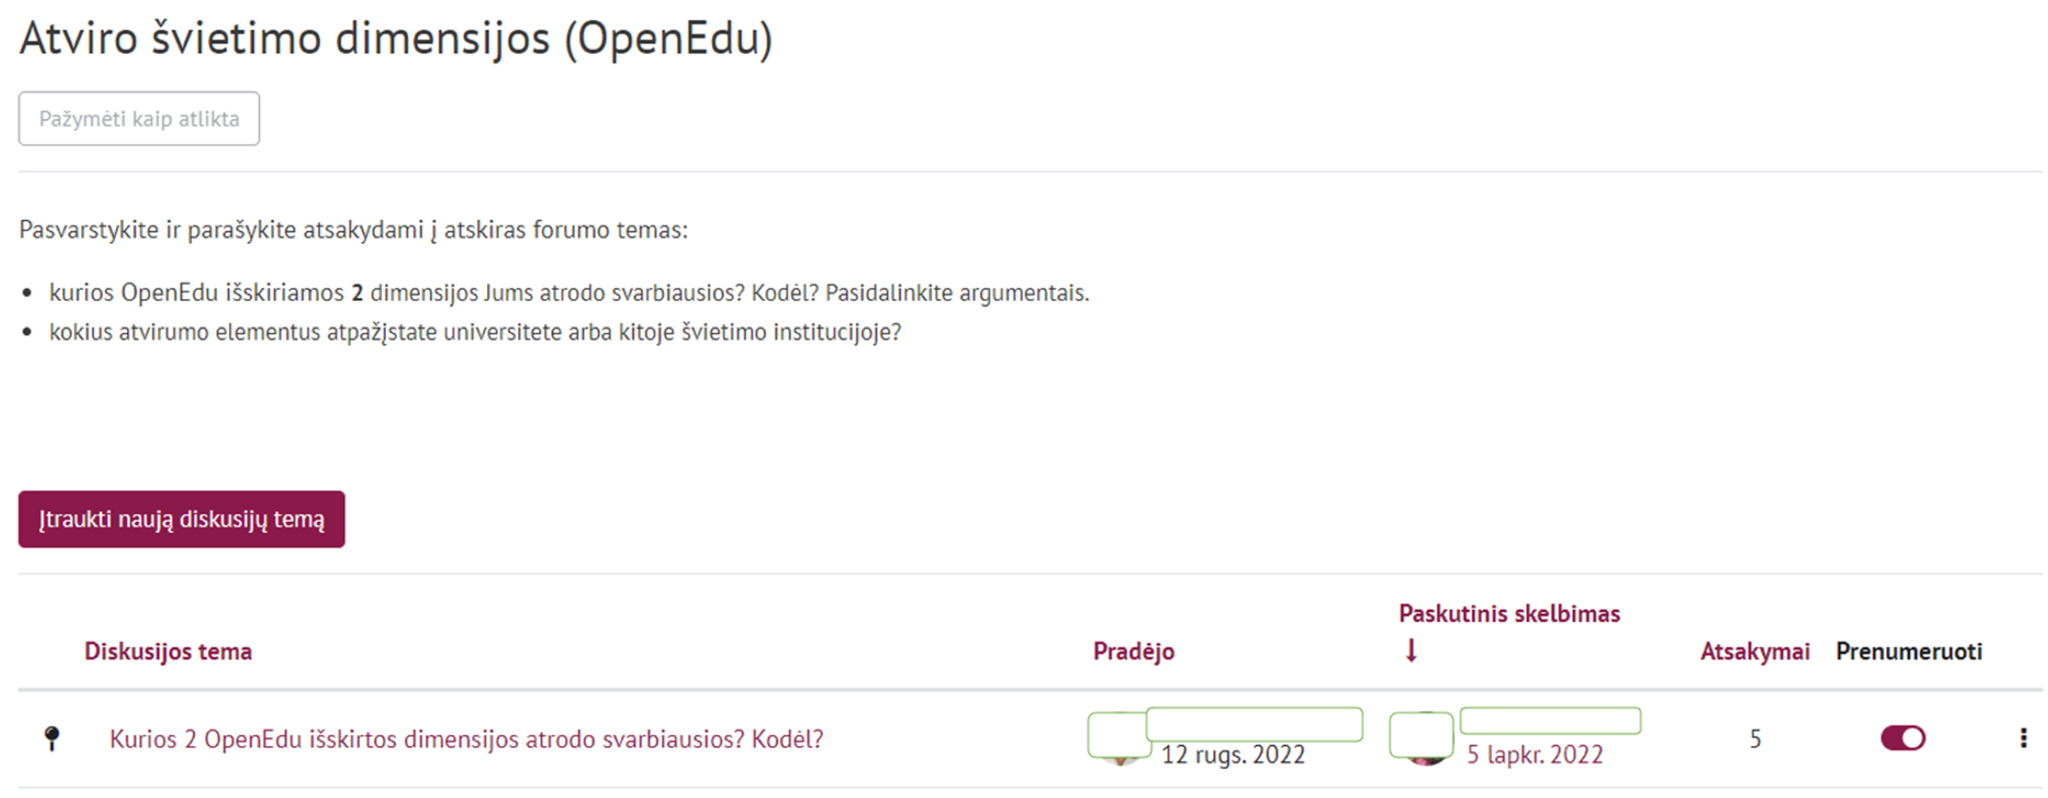 Atviro švietimo dimensijos (OpenEdu)
Pažymėti kaip atlikta
Pasvarstykite ir parašykite atsakydami į atskiras forumo temas:
• kurios OpenEdu išskiriamos 2 dimensijos Jums atrodo svarbiausios? Kodėl? Pasidalinkite argumentais.
• kokius atvirumo elementus atpažįstate universitete arba kitoje švietimo institucijoje?
Įtraukti naują diskusijų temą
Diskusijos tema Pradėjo Paskutinis skelbimas ↓ Atsakymai Prenumeruoti
Kurios 2 OpenEdu išskirtos dimensijos atrodo svarbiausios? Kodėl? 12 rugs. 2022 5 lapkr. 2022 5